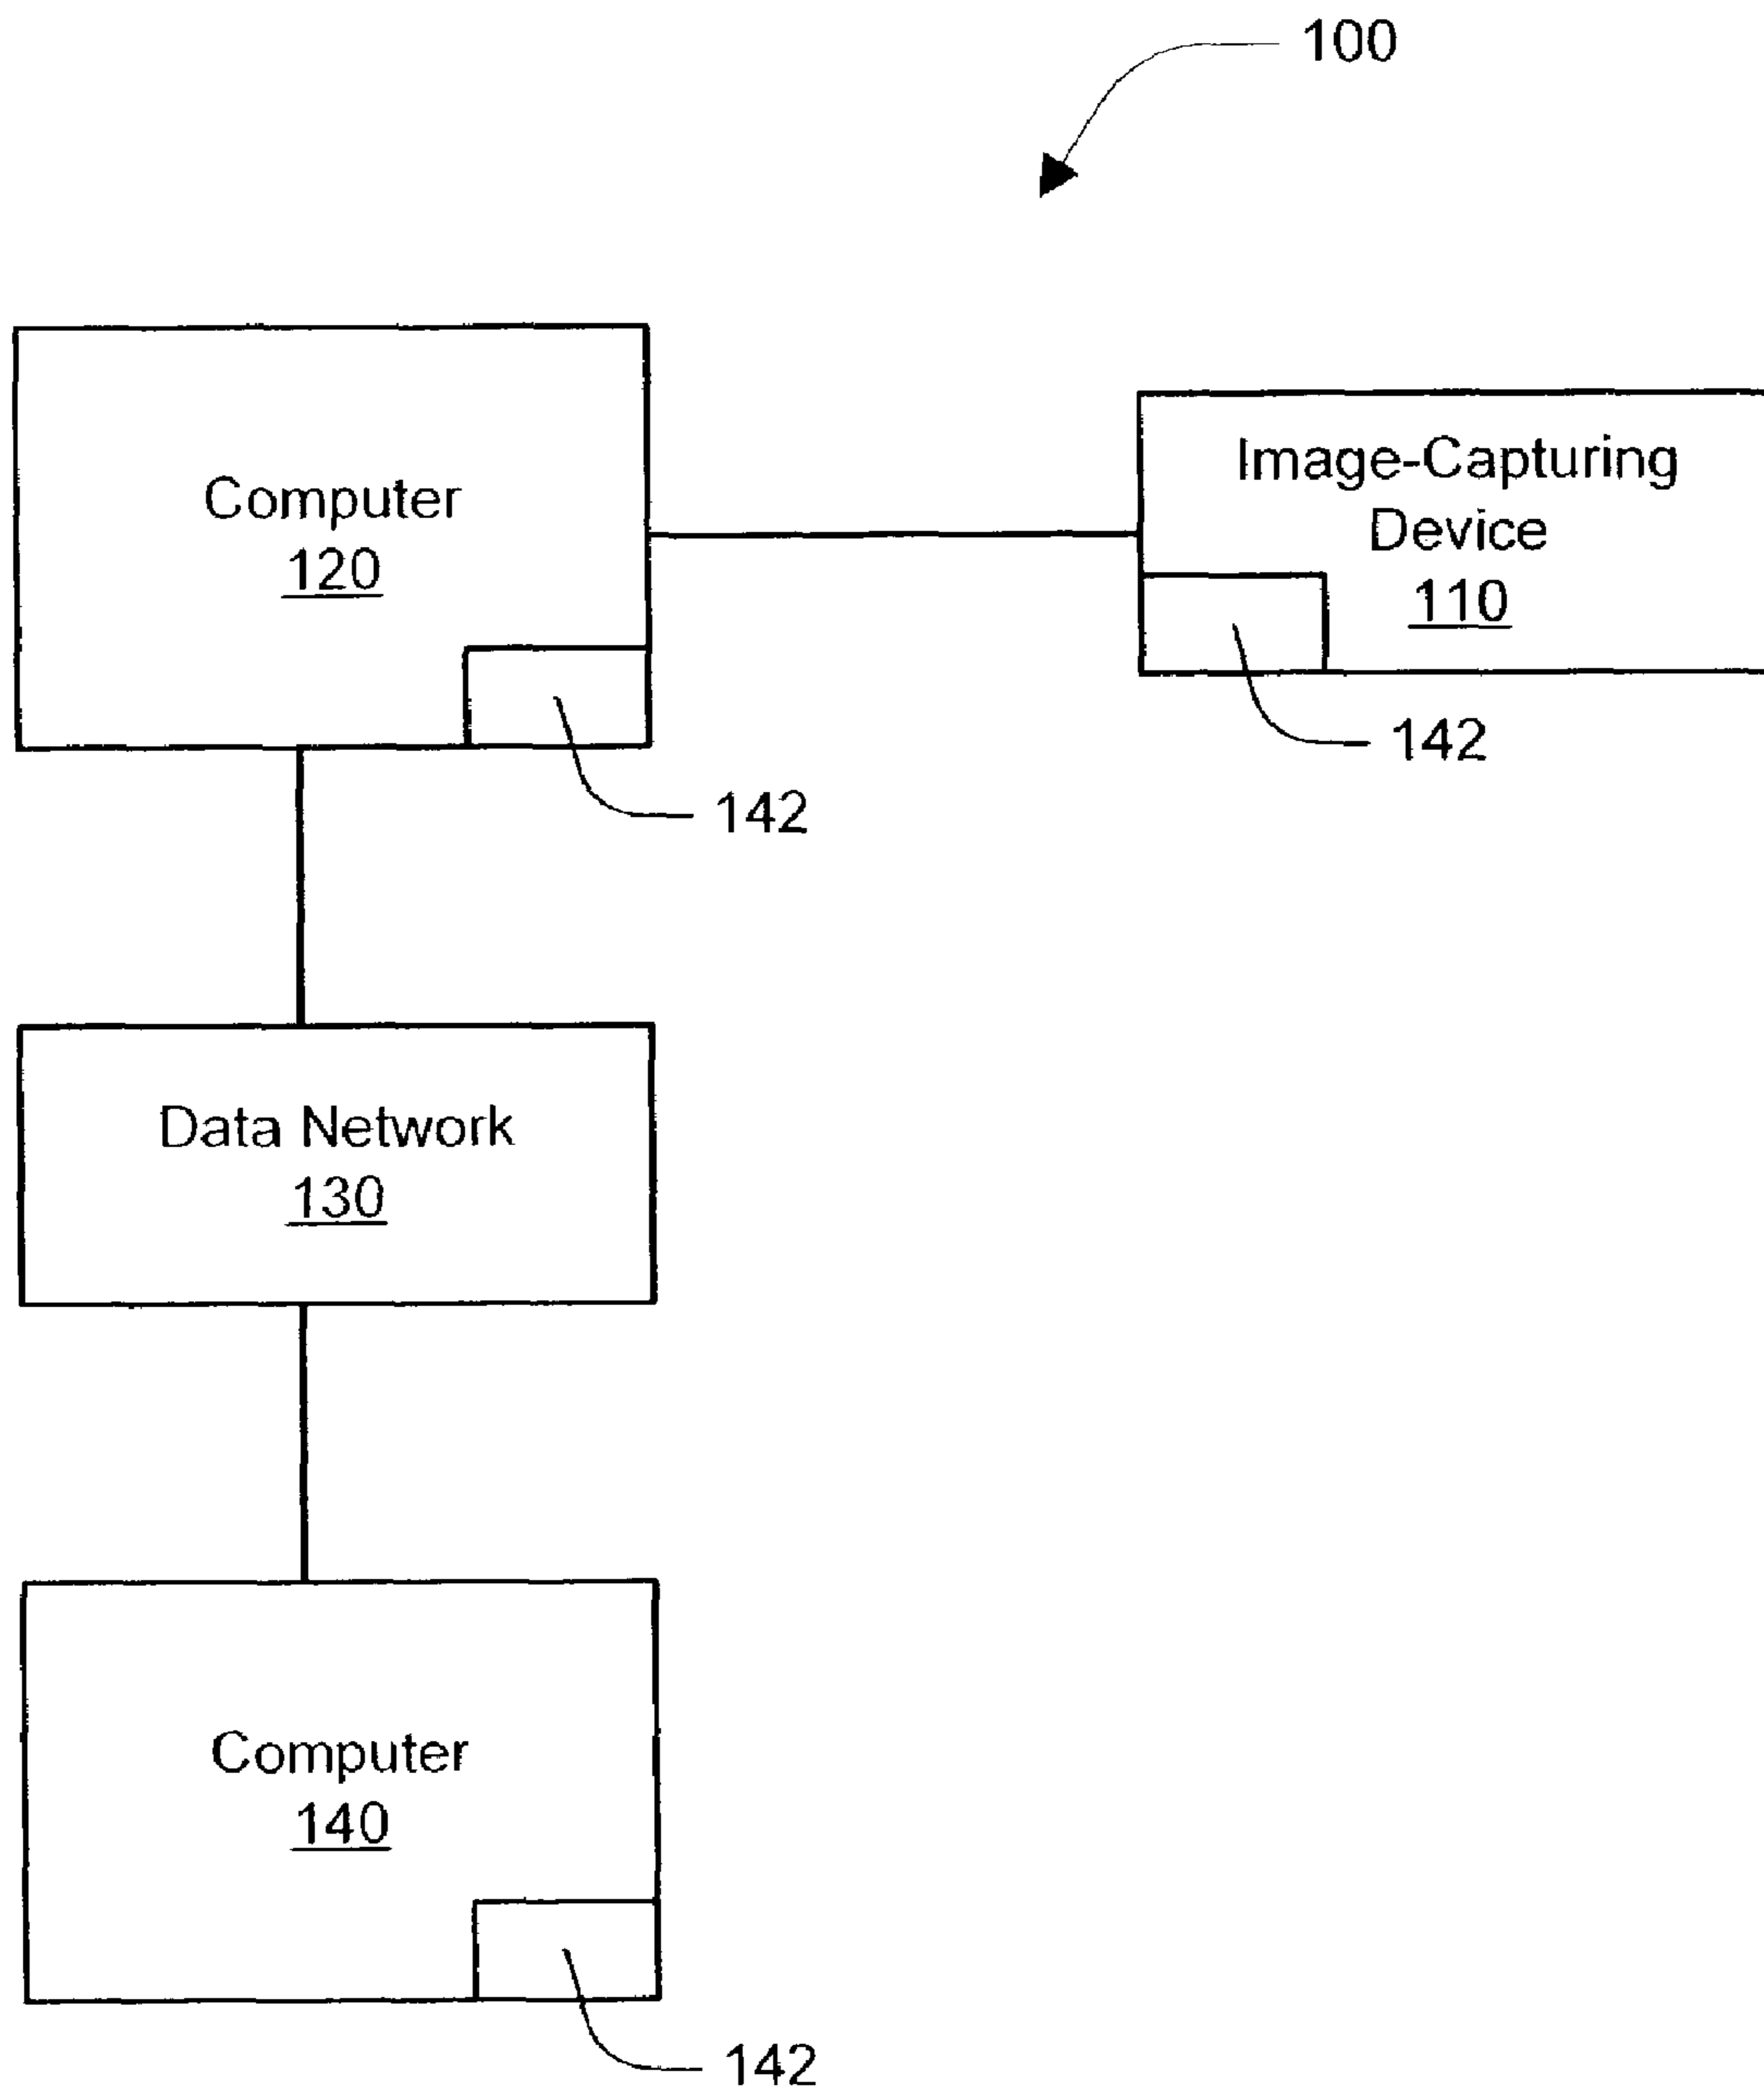 100
Computer
120
142
Image-Capturing
Device
110
142
Data Network
130
Computer
140
142